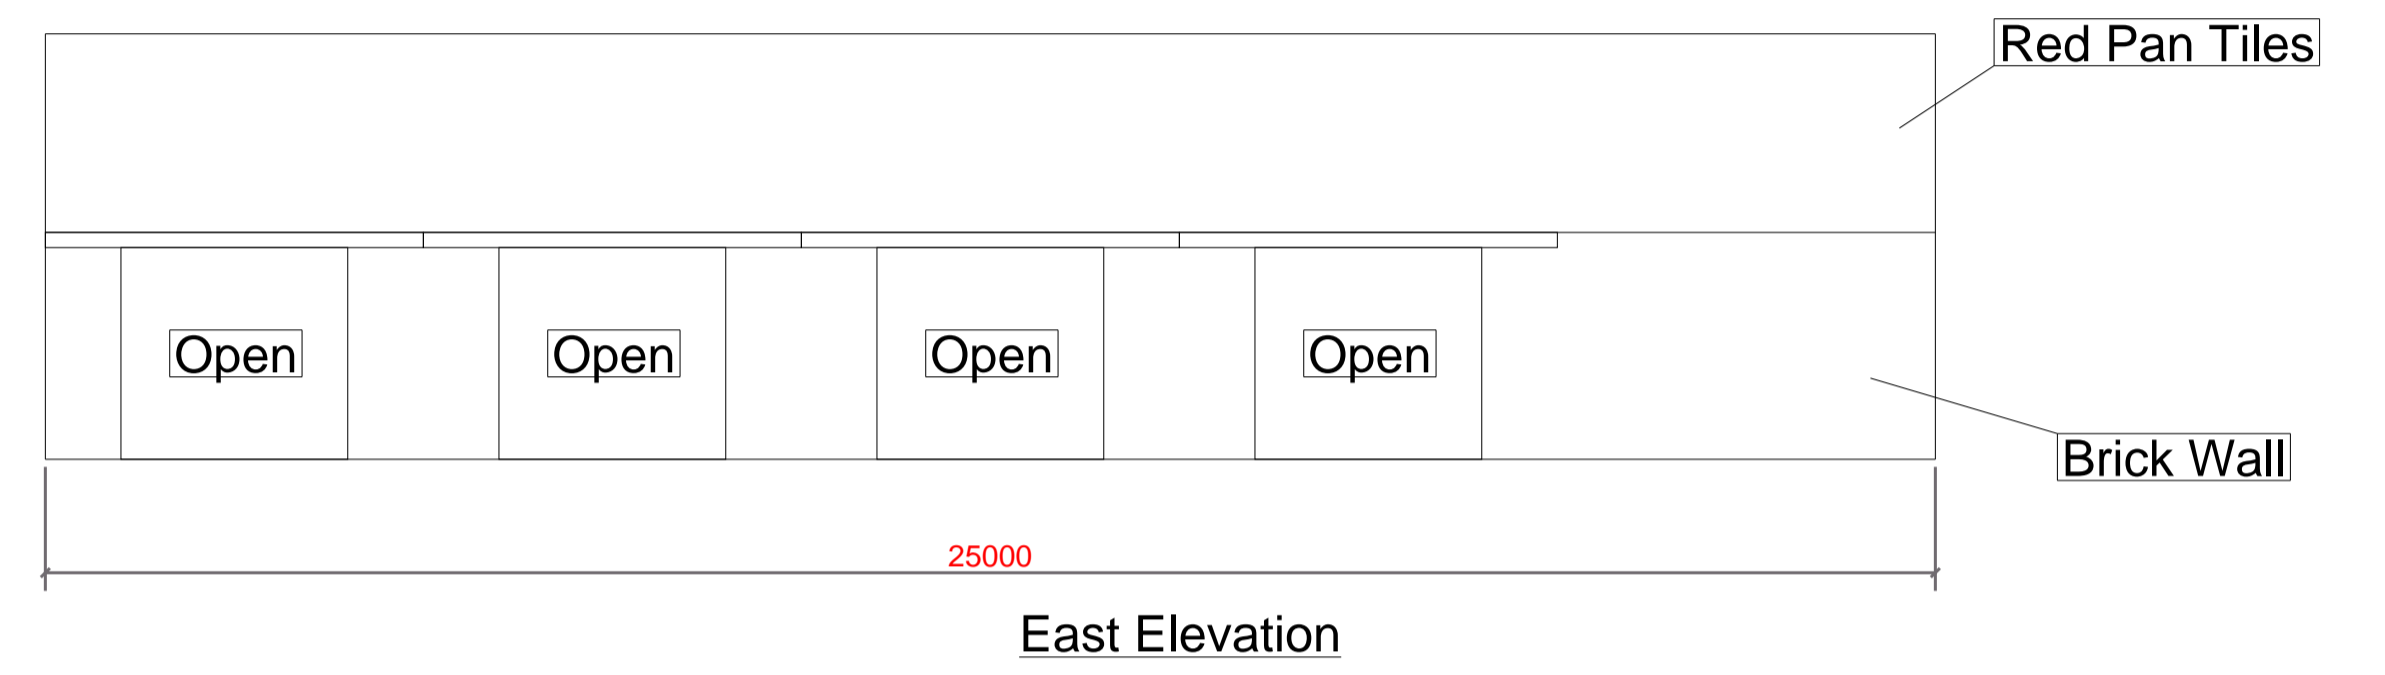 Red Pan Tiles
Open Open Open Open
Brick Wall
25000
East Elevation